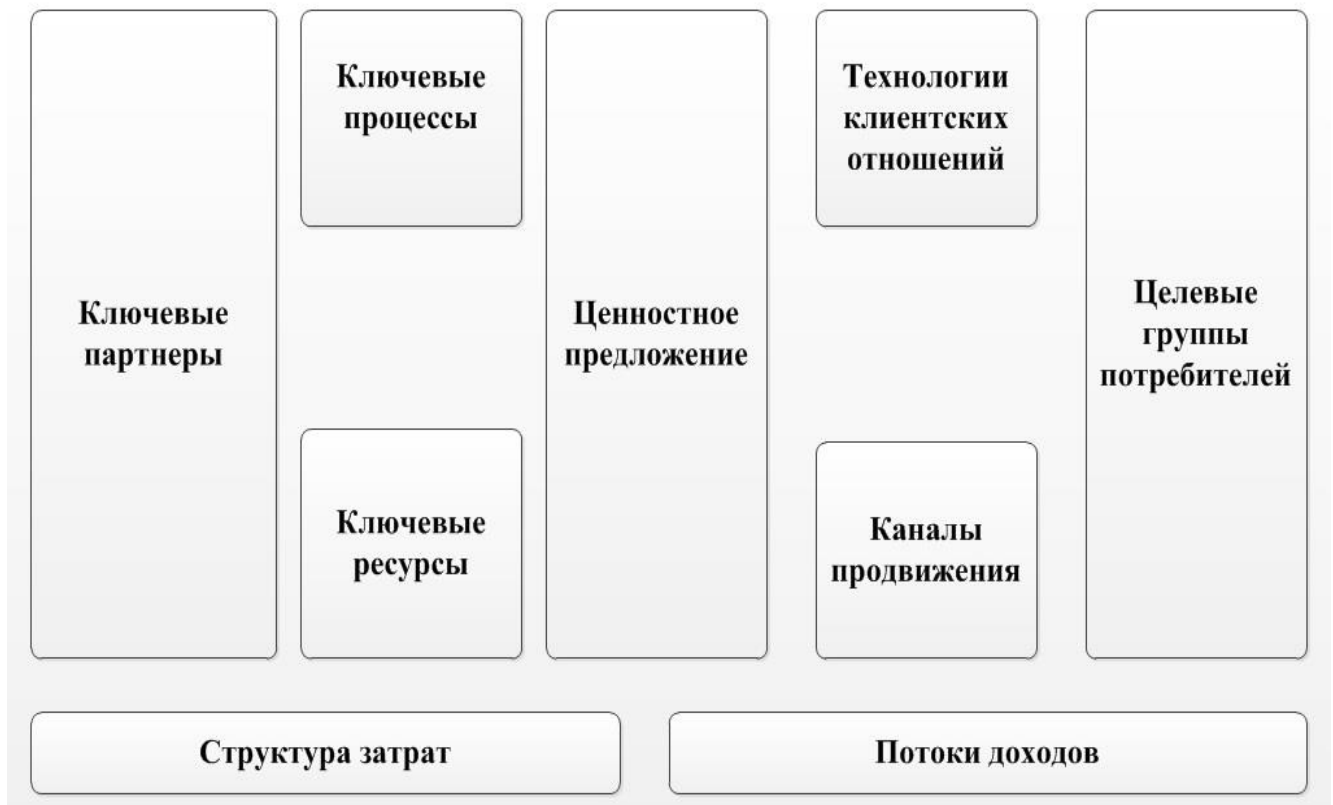 Ключевые
партнеры
Ключевые
процессы
Ключевые
ресурсы
Ценностное
предложение
Технологии
клиентских
отношений
Каналы
продвижения
Целевые
группы
потребителей
Структура затрат
Потоки доходов